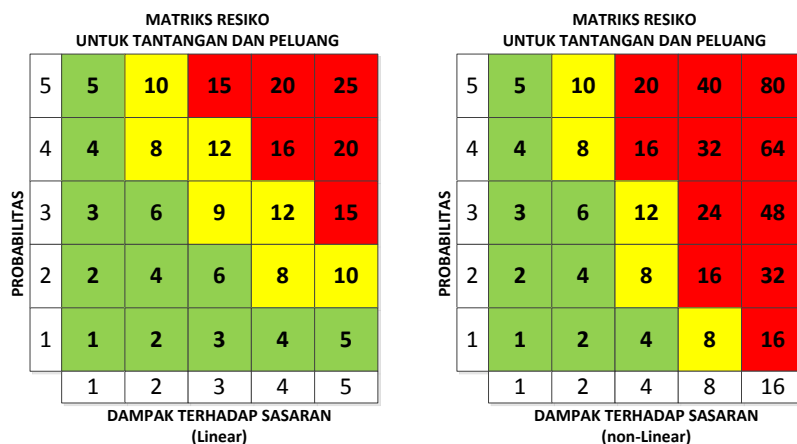 MATRIKS RESIKO
UNTUK TANTANGAN DAN PELUANG
PROBABILITAS
5 5 10 15 20 25
4 4 8 12 16 20
3 3 6 9 12 15
2 2 4 6 8 10
1 1 2 3 4 5
1 2 3 4 5
DAMPAK TERHADAP SASARAN
(Linear)
MATRIKS RESIKO
UNTUK TANTANGAN DAN PELUANG
PROBABILITAS
5 5 10 20 40 80
4 4 8 16 32 64
3 3 6 12 24 48
2 2 4 8 16 32
1 1 2 4 8 16
1 2 4 8 16
DAMPAK TERHADAP SASARAN
(non-Linear)